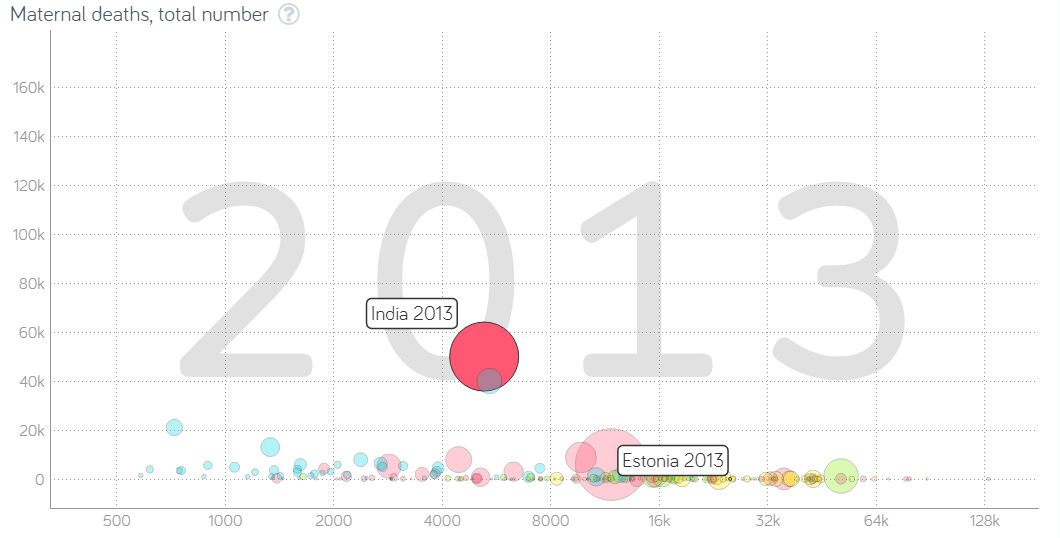 Maternal deaths, total number ?
2013
160k
140k
120k
100k
80k
60k
40k
20k
0
India 2013
Estonia 2013
500 1000 2000 4000 8000 16k 32k 64k 128k